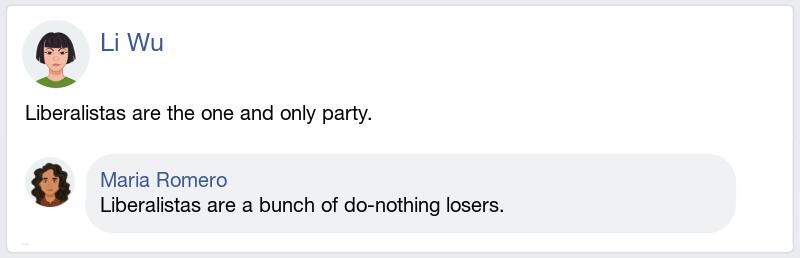 Li Wu
Liberalistas are the one and only party.
Maria Romero
Liberalistas are a bunch of do-nothing losers.